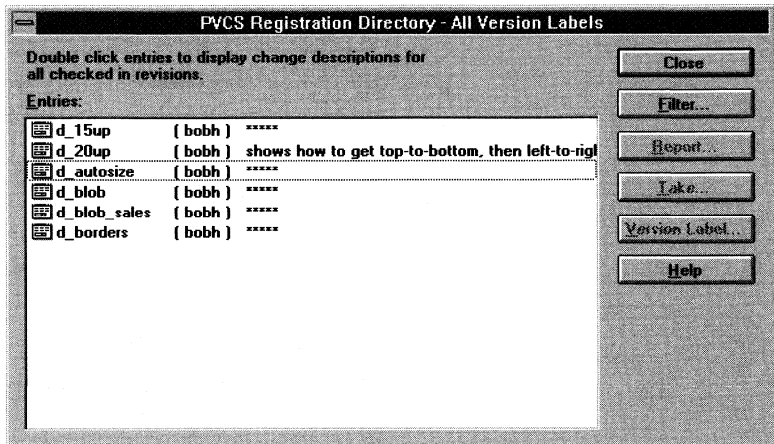 PVCS Registration Directory - All Version Labels
Double click entries to display change descriptions for
all checked in revisions.
Entries:
d_15up ( bobh ) *****
d_20up ( bobh ) shows how to get top-to-bottom, then left-to-righ
d_autosize ( bobh ) *****
d_blob ( bobh ) *****
d_blob_sales ( bobh ) *****
d_borders ( bobh ) *****
Close
Filter...
Report...
Take...
Version Label...
Help